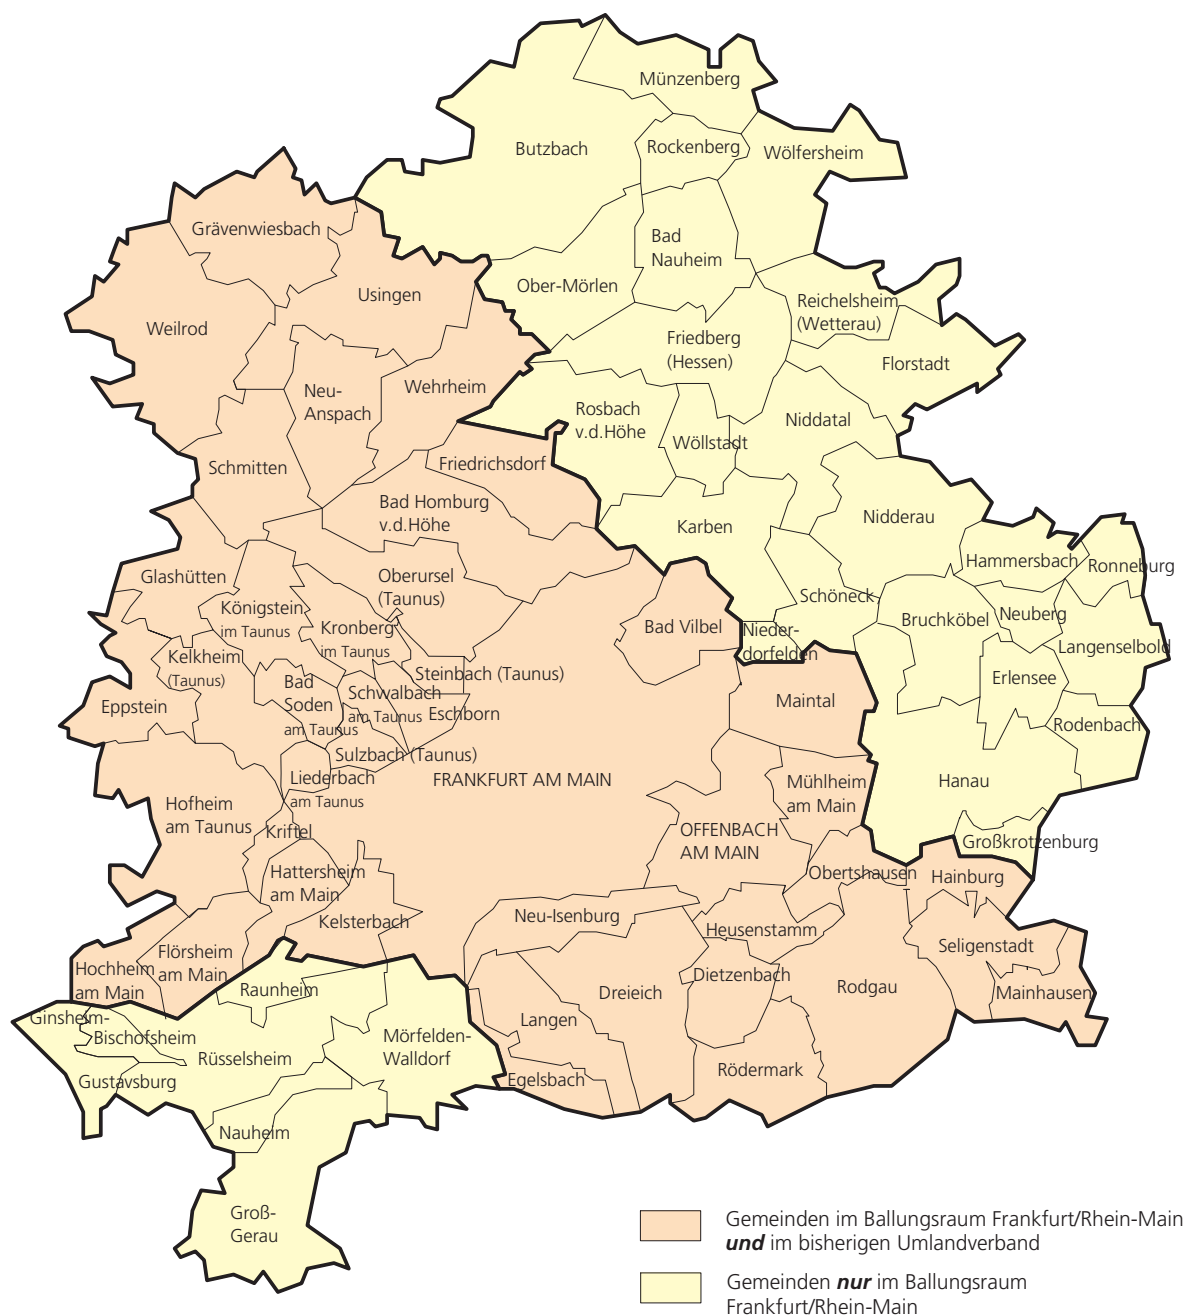 Münzenberg
Butzbach
Rockenberg
Wölfersheim
Grävenwiesbach
Bad
Nauheim
Ober-Mörlen
Usingen
Reichelsheim
(Wetterau)
Weilrod
Friedberg
(Hessen)
Florstadt
Neu-
Anspach
Wehrheim
Rosbach
v.d.Höhe
Wöllstadt
Niddatal
Schmitten
Friedrichsdorf
Bad Homburg
v.d.Höhe
Karben
Nidderau
Hammersbach
Ronneburg
Glashütten
Oberursel
(Taunus)
Schöneck
Königstein
im Taunus
Kronberg
im Taunus
Bad Vilbel
Nieder-
dorfelden
Bruchköbel
Neuberg
Langenselbold
Kelkheim
(Taunus)
Steinbach (Taunus)
Erlensee
Bad
Soden
am Taunus
Schwalbach
am Taunus
Eschborn
Eppstein
Maintal
Rodenbach
Sulzbach (Taunus)
Liederbach
am Taunus
FRANKFURT AM MAIN
Mühlheim
am Main
Hanau
Hofheim
am Taunus
Kriftel
OFFENBACH
AM MAIN
Großkrotzenburg
Hattersheim
am Main
Obertshausen
Hainburg
Kelsterbach
Neu-Isenburg
Heusenstamm
Seligenstadt
Flörsheim
am Main
Hochheim
am Main
Raunheim
Dreieich
Dietzenbach
Rodgau
Mainhausen
Ginsheim-
Gustavsburg
Bischofsheim
Rüsselsheim
Mörfelden-
Walldorf
Langen
Egelsbach
Rödermark
Nauheim
Groß-
Gerau
Gemeinden im Ballungsraum Frankfurt/Rhein-Main
und im bisherigen Umlandverband
Gemeinden nur im Ballungsraum
Frankfurt/Rhein-Main